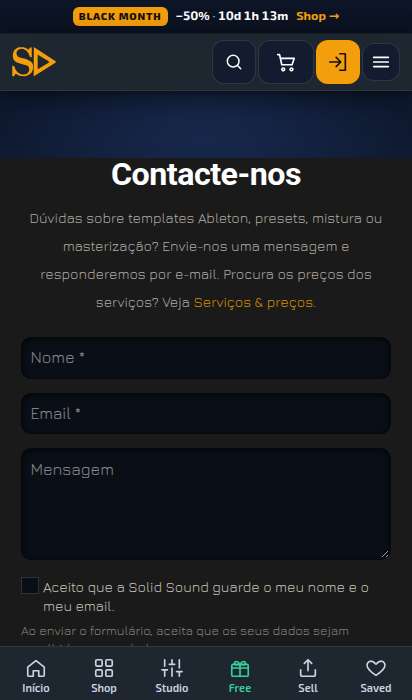 BLACK MONTH −50% · 10d 1h 13m Shop →
S
Contacte-nos
Dúvidas sobre templates Ableton, presets, mistura ou
masterização? Envie-nos uma mensagem e
responderemos por e-mail. Procura os preços dos
serviços? Veja Serviços & preços.
Nome *
Email *
Mensagem
Aceito que a Solid Sound guarde o meu nome e o
meu email.
Ao enviar o formulário, aceita que os seus dados sejam
Início Shop Studio Free Sell Saved